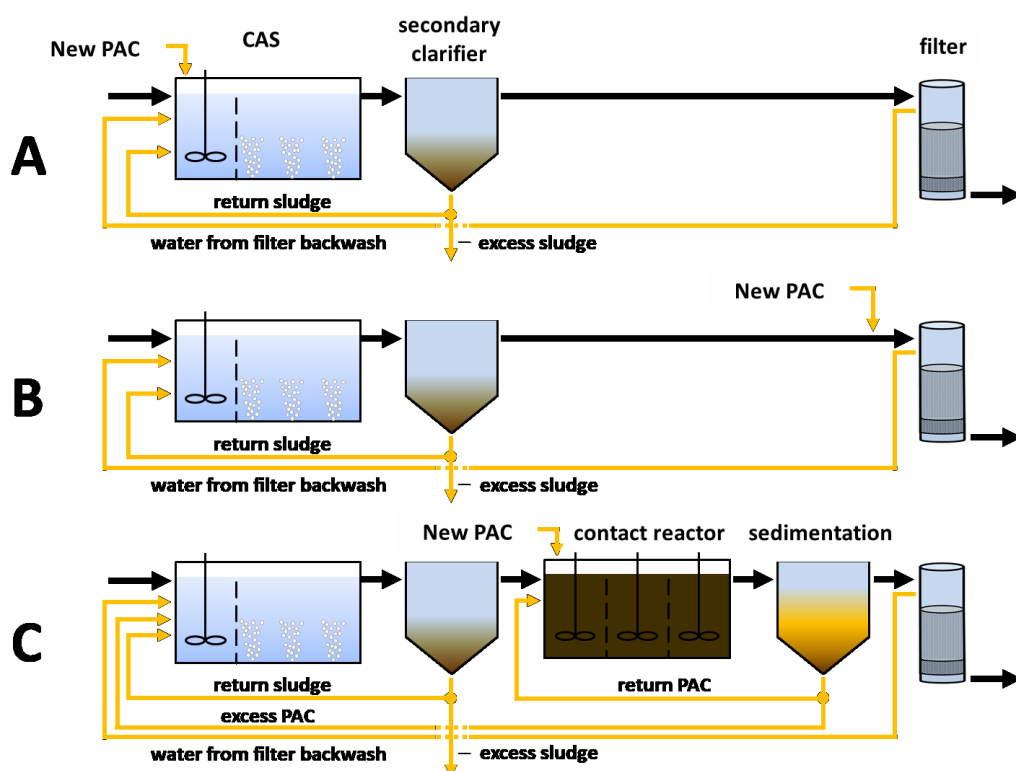 New PAC
CAS
secondary
clarifier
filter
A
return sludge
water from filter backwash
excess sludge
New PAC
B
return sludge
water from filter backwash
excess sludge
New PAC
contact reactor
sedimentation
C
return sludge
return PAC
excess PAC
water from filter backwash
excess sludge